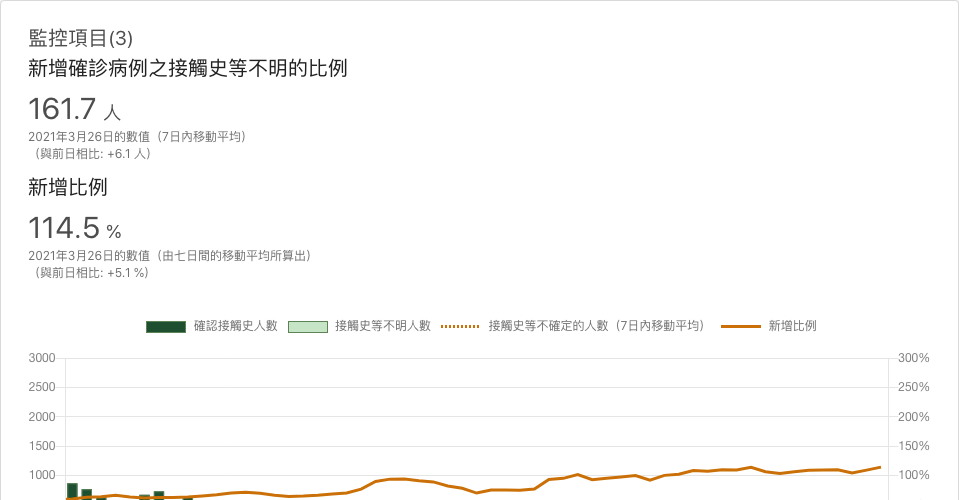 監控項目(3)
新增確診病例之接觸史等不明的比例
161.7 人
2021年3月26日的數值（7日內移動平均）
（與前日相比: +6.1 人）
新增比例
114.5 %
2021年3月26日的數值（由七日間的移動平均所算出）
（與前日相比: +5.1 %）
確認接觸史人數 接觸史等不明人數 接觸史等不確定的人數（7日內移動平均） 新增比例
3000 300%
2500 250%
2000 200%
1500 150%
1000 100%